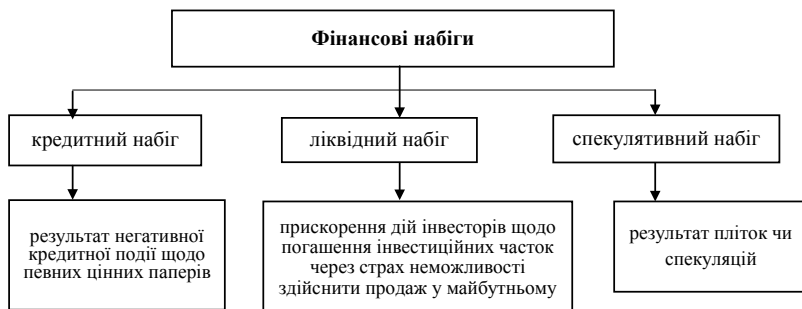 Фінансові набіги
кредитний набіг
ліквідний набіг
спекулятивний набіг
результат негативної
кредитної події щодо
певних цінних паперів
прискорення дій інвесторів щодо
погашення інвестиційних часток
через страх неможливості
здійснити продаж у майбутньому
результат пліток чи
спекуляцій